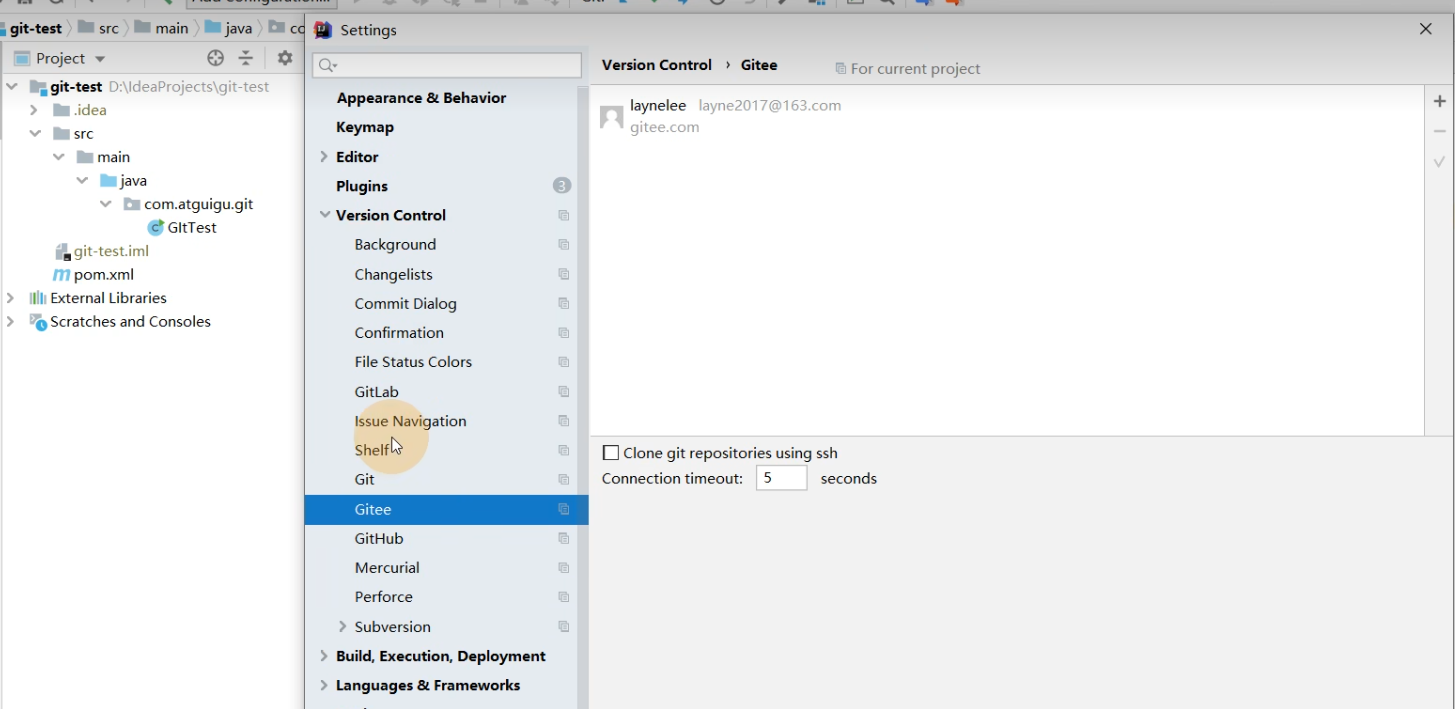 git-test
src
main
java
Settings
Project
git-test D:\IdeaProjects\git-test
.idea
src
main
java
com.atguigu.git
GItTest
git-test.iml
pom.xml
External Libraries
Scratches and Consoles
Appearance & Behavior
Keymap
Editor
Plugins
3
Version Control
Background
Changelists
Commit Dialog
Confirmation
File Status Colors
GitLab
Issue Navigation
Shelf
Git
Gitee
GitHub
Mercurial
Perforce
Subversion
Build, Execution, Deployment
Languages & Frameworks
Version Control › Gitee
For current project
laynelee layne2017@163.com
gitee.com
Clone git repositories using ssh
Connection timeout: 5 seconds